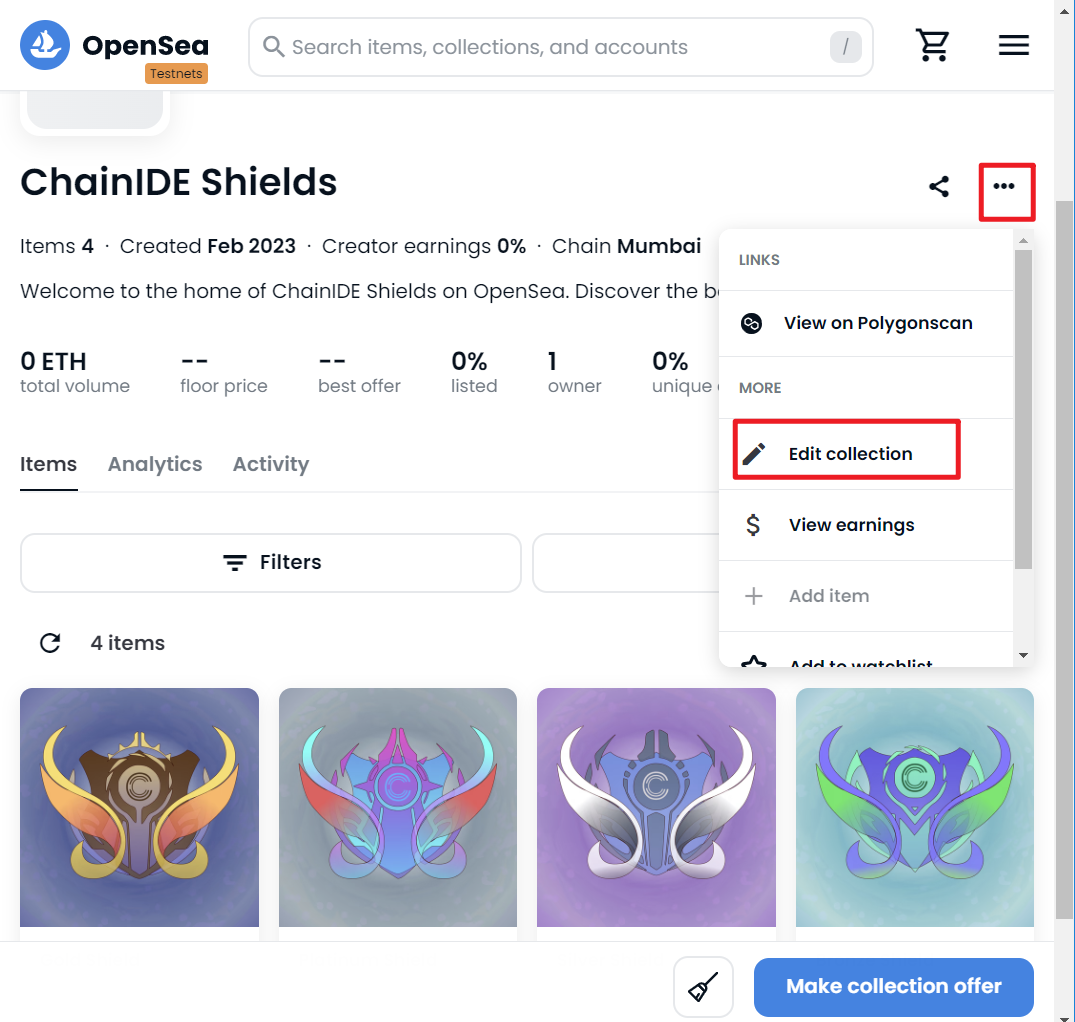 OpenSea
Testnets
Search items, collections, and accounts
/
ChainIDE Shields
Items 4 · Created Feb 2023 · Creator earnings 0% · Chain Mumbai
Welcome to the home of ChainIDE Shields on OpenSea. Discover the
LINKS
View on Polygonscan
0 ETH
total volume
--
floor price
--
best offer
0%
listed
1
owner
0%
unique
MORE
Edit collection
Items
Analytics
Activity
View earnings
Filters
Add item
4 items
Add to watchlist
Make collection offer